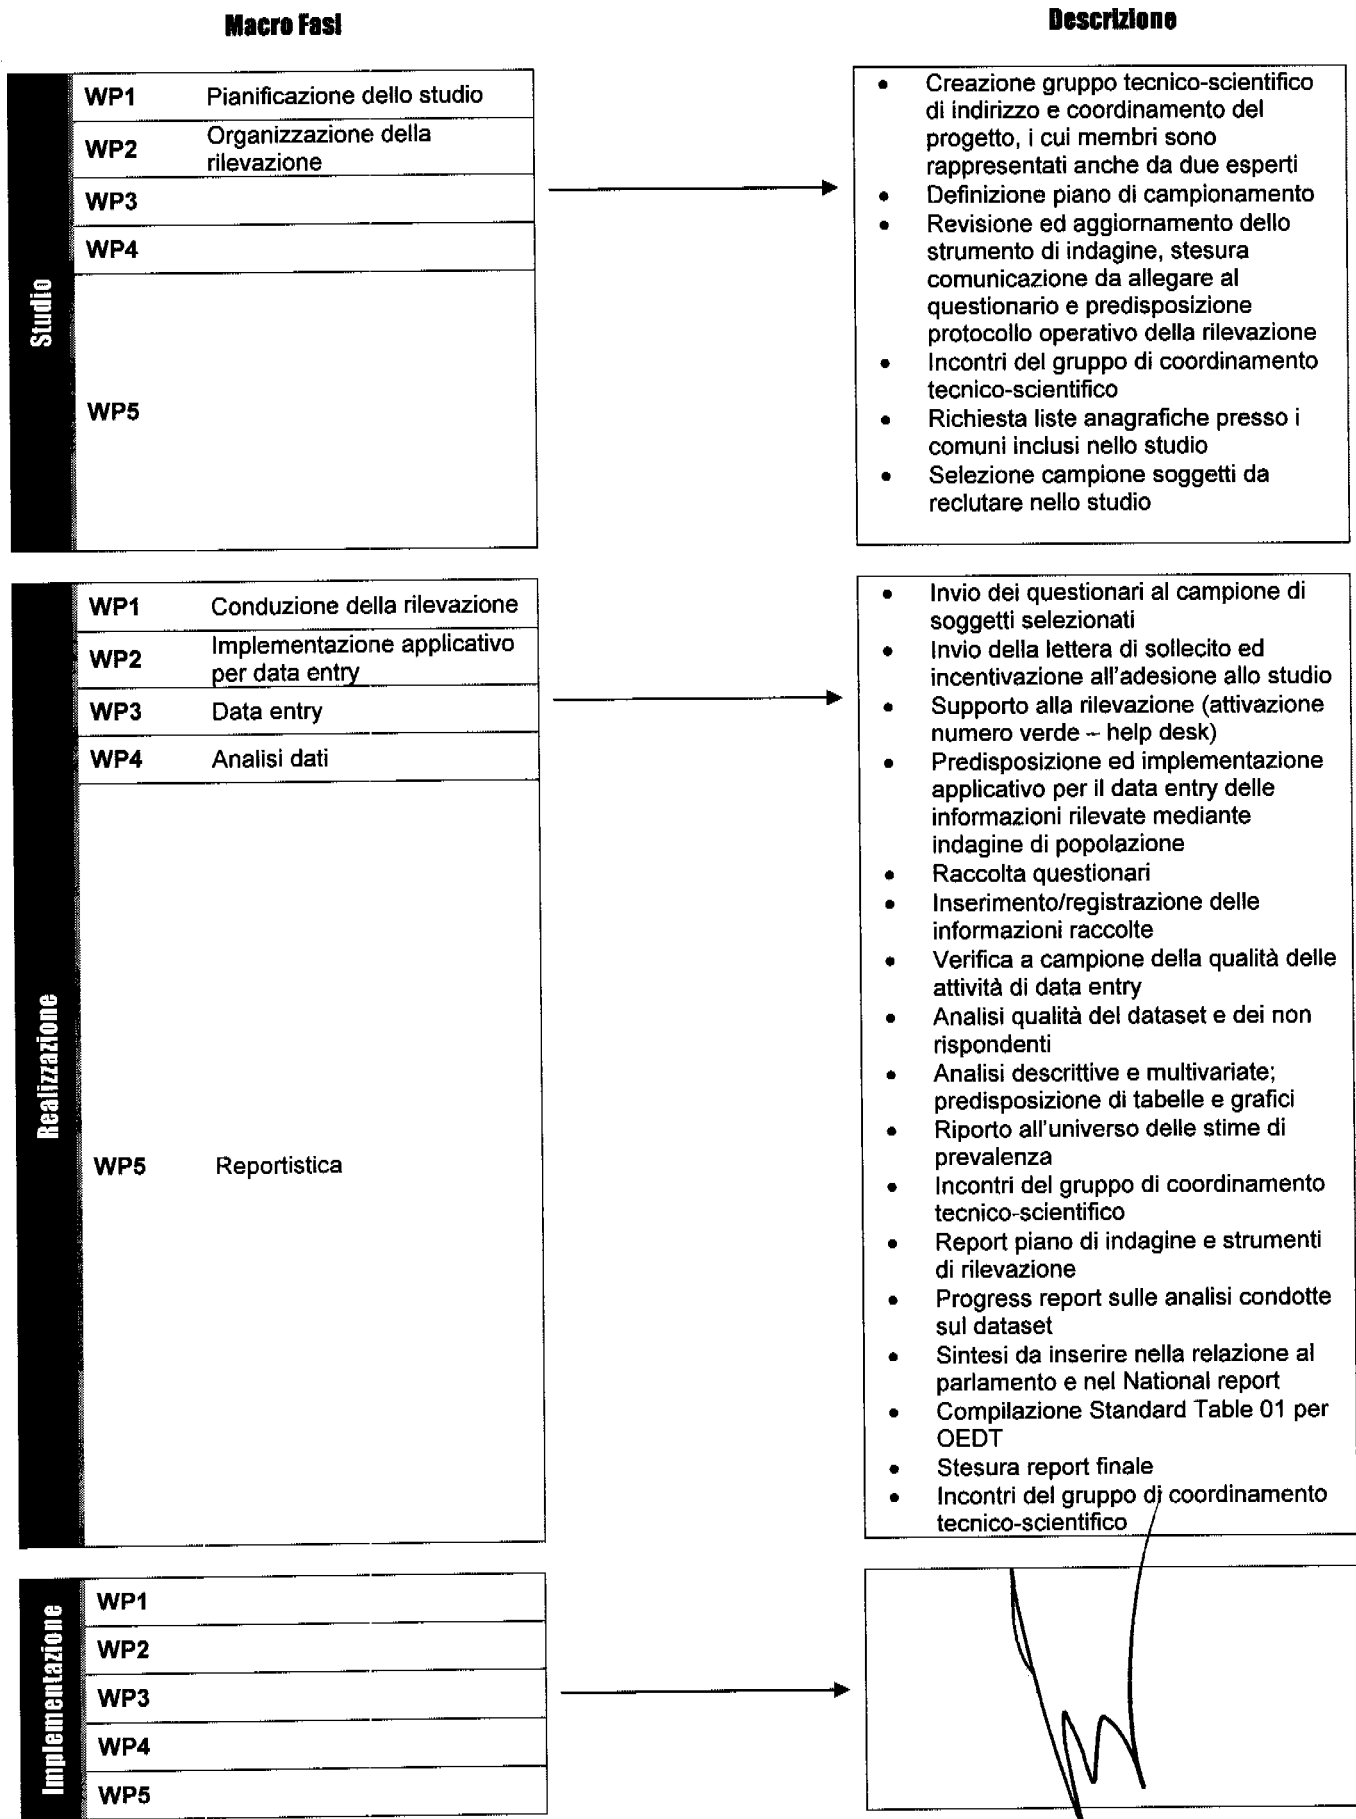 Macro Fasi
Descrizione
Studio
WP1 Pianificazione dello studio
WP2 Organizzazione della
rilevazione
WP3
WP4
WP5
• Creazione gruppo tecnico-scientifico
di indirizzo e coordinamento del
progetto, i cui membri sono
rappresentati anche da due esperti
• Definizione piano di campionamento
• Revisione ed aggiornamento dello
strumento di indagine, stesura
comunicazione da allegare al
questionario e predisposizione
protocollo operativo della rilevazione
• Incontri del gruppo di coordinamento
tecnico-scientifico
• Richiesta liste anagrafiche presso i
comuni inclusi nello studio
• Selezione campione soggetti da
reclutare nello studio
Realizzazione
WP1 Conduzione della rilevazione
WP2 Implementazione applicativo
per data entry
WP3 Data entry
WP4 Analisi dati
WP5 Reportistica
• Invio dei questionari al campione di
soggetti selezionati
• Invio della lettera di sollecito ed
incentivazione all'adesione allo studio
• Supporto alla rilevazione (attivazione
numero verde – help desk)
• Predisposizione ed implementazione
applicativo per il data entry delle
informazioni rilevate mediante
indagine di popolazione
• Raccolta questionari
• Inserimento/registrazione delle
informazioni raccolte
• Verifica a campione della qualità delle
attività di data entry
• Analisi qualità del dataset e dei non
rispondenti
• Analisi descrittive e multivariate;
predisposizione di tabelle e grafici
• Riporto all'universo delle stime di
prevalenza
• Incontri del gruppo di coordinamento
tecnico-scientifico
• Report piano di indagine e strumenti
di rilevazione
• Progress report sulle analisi condotte
sul dataset
• Sintesi da inserire nella relazione al
parlamento e nel National report
• Compilazione Standard Table 01 per
OEDT
• Stesura report finale
• Incontri del gruppo di coordinamento
tecnico-scientifico
Implementazione
WP1
WP2
WP3
WP4
WP5